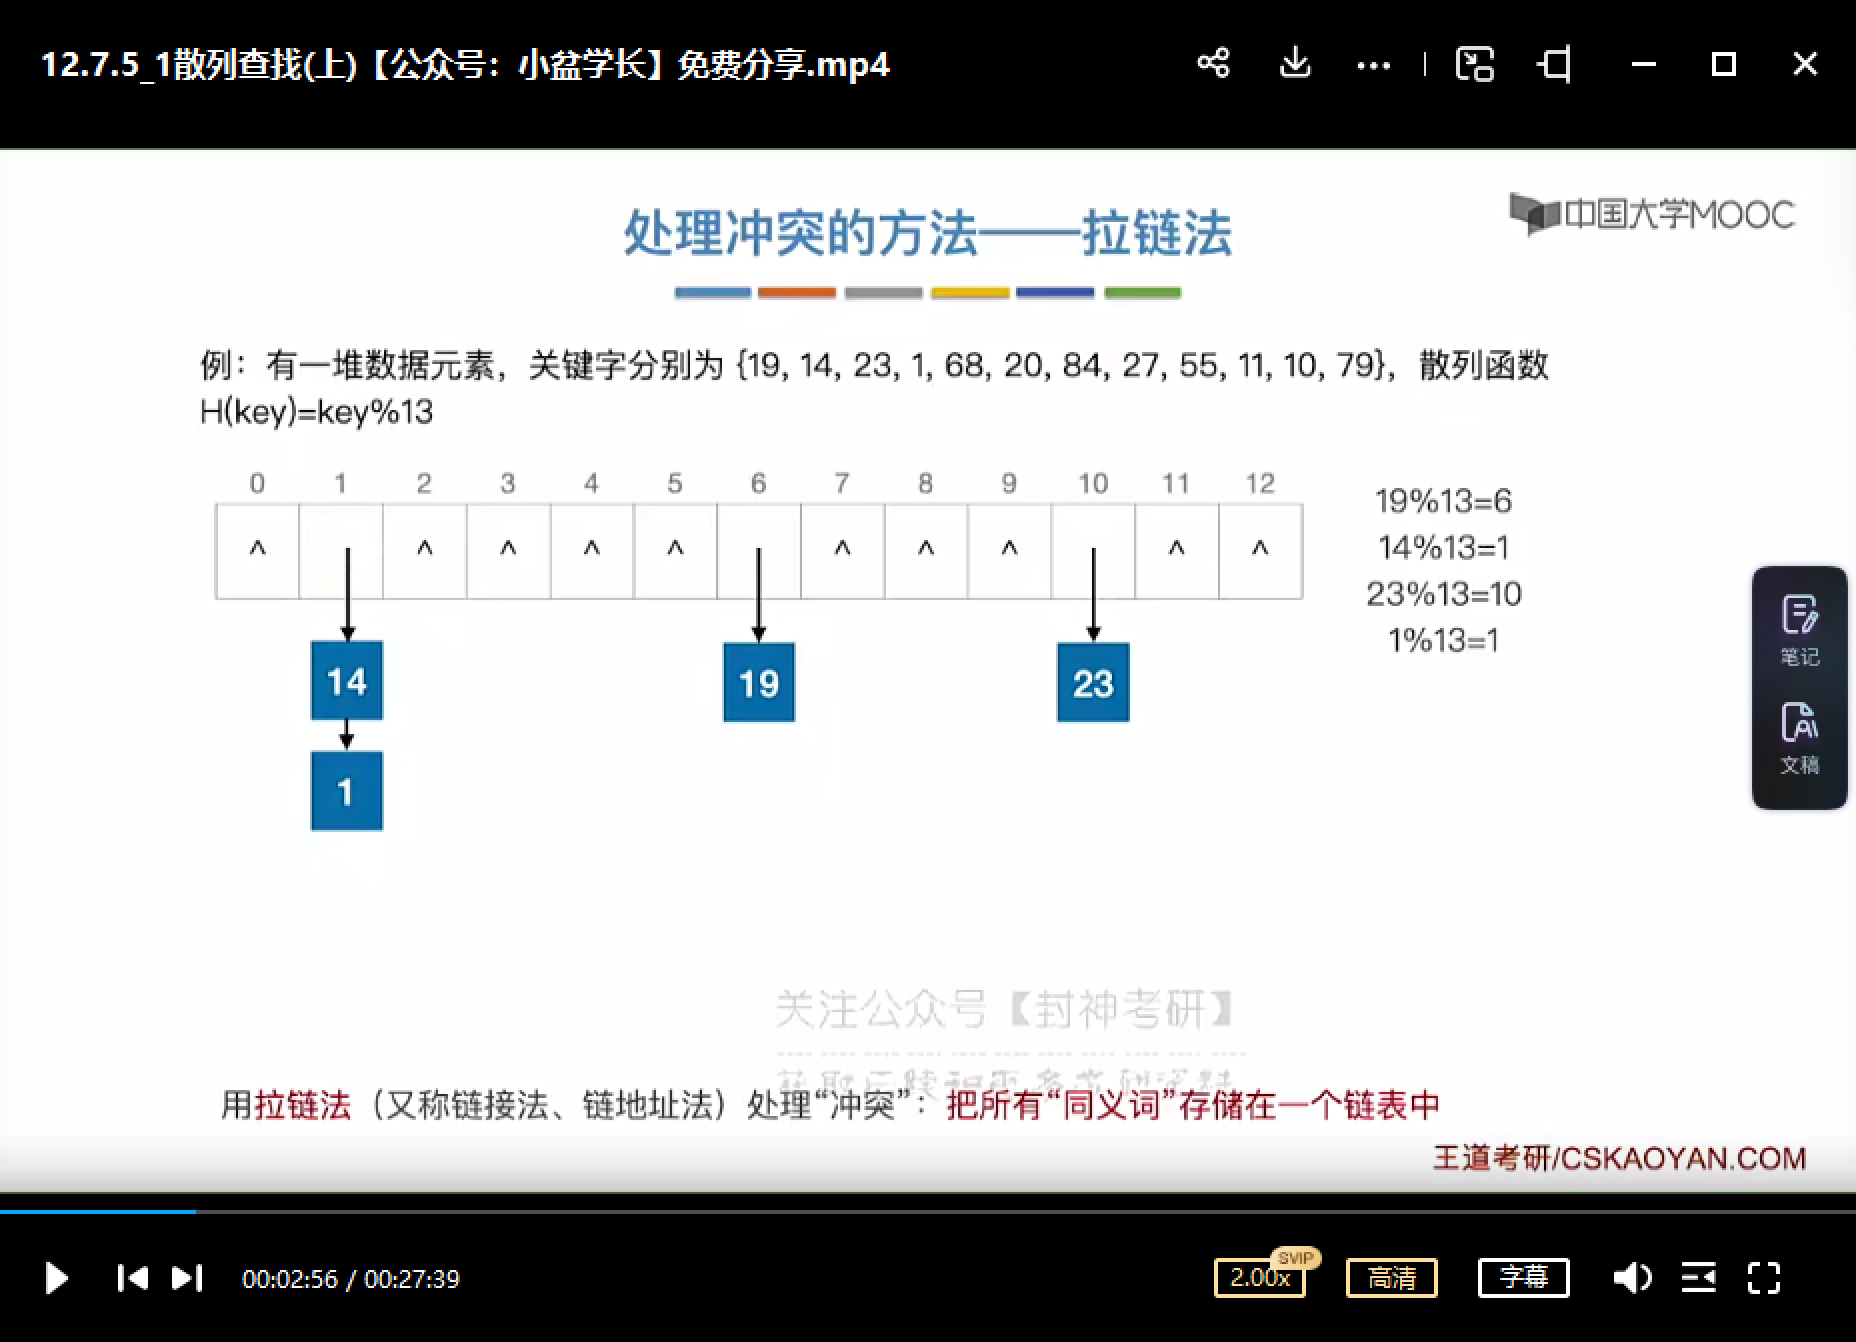 12.7.5_1散列查找(上)【公众号：小盆学长】免费分享.mp4
处理冲突的方法——拉链法
中国大学MOOC
例：有一堆数据元素，关键字分别为 {19, 14, 23, 1, 68, 20, 84, 27, 55, 11, 10, 79}，散列函数
H(key)=key%13
0 1 2 3 4 5 6 7 8 9 10 11 12
^ ^ ^ ^ ^ ^ ^ ^ ^ ^
19%13=6
14%13=1
23%13=10
1%13=1
14 19 23
1
笔记
文稿
关注公众号【封神考研】
用拉链法（又称链接法、链地址法）处理“冲突”：把所有“同义词”存储在一个链表中
王道考研/CSKAOYAN.COM
00:02:56 / 00:27:39
SVIP
2.00x 高清 字幕